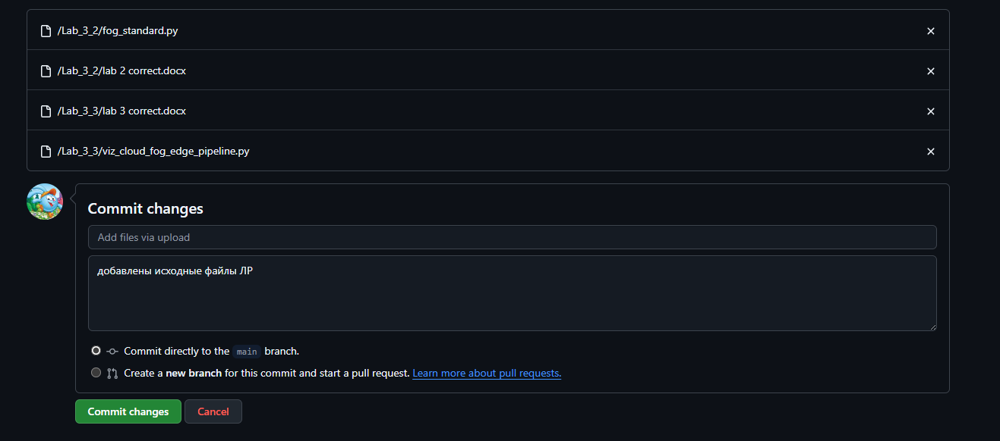 /Lab_3_2/fog_standard.py
/Lab_3_2/lab 2 correct.docx
/Lab_3_3/lab 3 correct.docx
/Lab_3_3/viz_cloud_fog_edge_pipeline.py
Commit changes
Add files via upload
добавлены исходные файлы ЛР
Commit directly to the main branch.
Create a new branch for this commit and start a pull request. Learn more about pull requests.
Commit changes Cancel